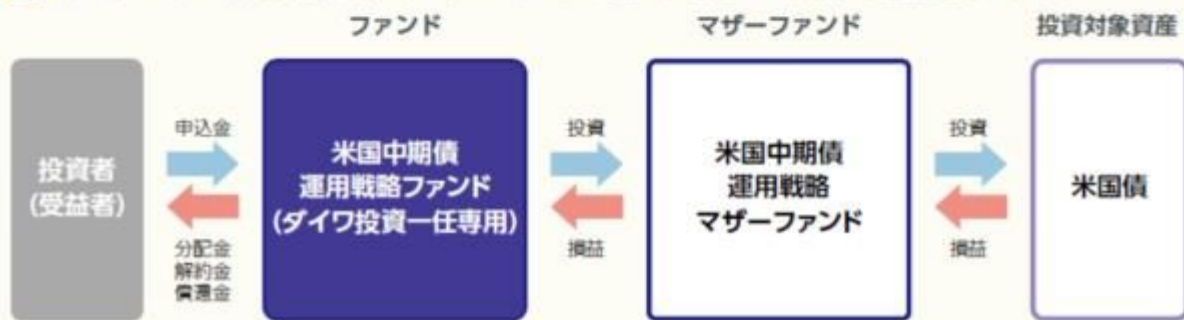 ファンド
マザーファンド
投資対象資産
投資者
(受益者)
申込金
分配金
解約金
償還金
米国中期債
運用戦略ファンド
(ダイワ投資一任専用)
投資
損益
米国中期債
運用戦略
マザーファンド
投資
損益
米国債